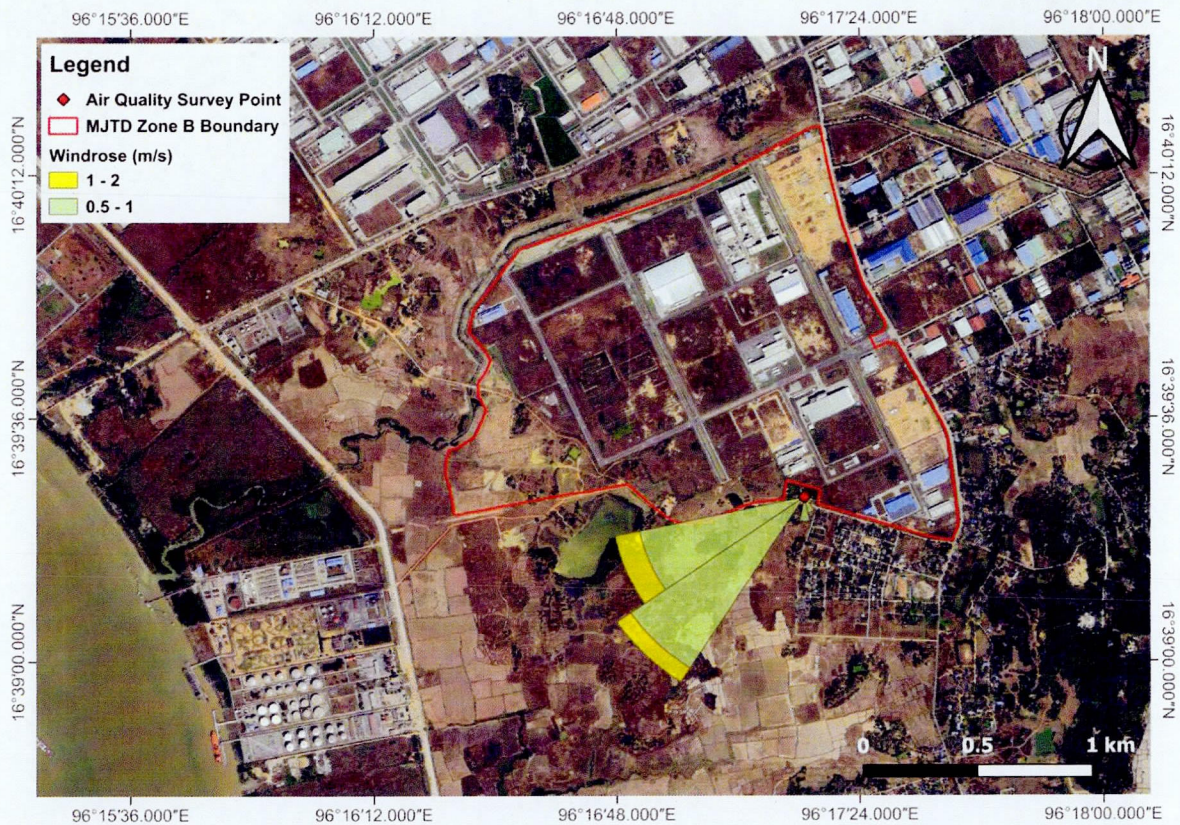 96°15'36.000"E 96°16'12.000"E 96°16'48.000"E 96°17'24.000"E 96°18'00.000"E
Legend
Air Quality Survey Point
MJTD Zone B Boundary
Windrose (m/s)
1 - 2
0.5 - 1
N
16°40'12.000"N
16°40'12.000"N
16°39'36.000"N
16°39'36.000"N
16°39'00.000"N
16°39'00.000"N
0 0.5 1 km
96°15'36.000"E 96°16'12.000"E 96°16'48.000"E 96°17'24.000"E 96°18'00.000"E